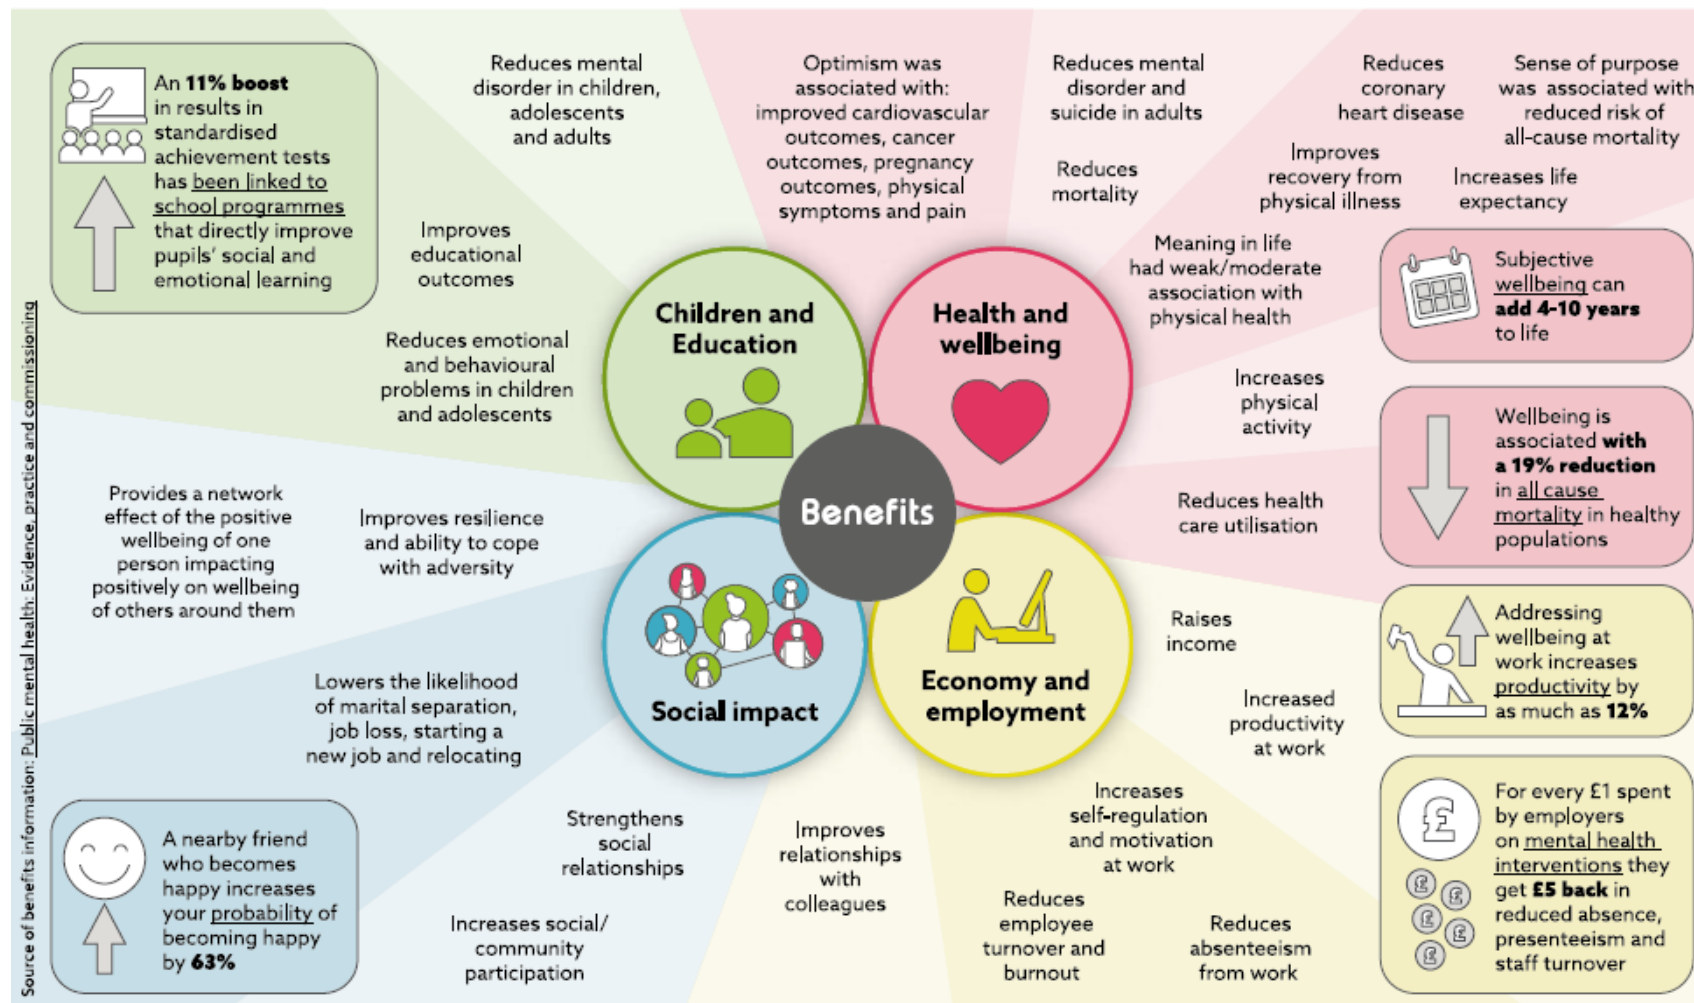 An 11% boost
in results in
standardised
achievement tests
has been linked to
school programmes
that directly improve
pupils' social and
emotional learning
Reduces mental
disorder in children,
adolescents
and adults
Improves
educational
outcomes
Reduces emotional
and behavioural
problems in children
and adolescents
Children and
Education
Optimism was
associated with:
improved cardiovascular
outcomes, cancer
outcomes, pregnancy
outcomes, physical
symptoms and pain
Reduces mental
disorder and
suicide in adults
Reduces
mortality
Reduces
coronary
heart disease
Sense of purpose
was associated with
reduced risk of
all-cause mortality
Improves
recovery from
physical illness
Increases life
expectancy
Meaning in life
had weak/moderate
association with
physical health
Subjective
wellbeing can
add 4-10 years
to life
Health and
wellbeing
Increases
physical
activity
Wellbeing is
associated with
a 19% reduction
in all cause
mortality in healthy
populations
Reduces health
care utilisation
Benefits
Provides a network
effect of the positive
wellbeing of one
person impacting
positively on wellbeing
of others around them
Improves resilience
and ability to cope
with adversity
Lowers the likelihood
of marital separation,
job loss, starting a
new job and relocating
Social impact
A nearby friend
who becomes
happy increases
your probability of
becoming happy
by 63%
Strengthens
social
relationships
Increases social/
community
participation
Economy and
employment
Raises
income
Increased
productivity
at work
Addressing
wellbeing at
work increases
productivity by
as much as 12%
Improves
relationships
with
colleagues
Increases
self-regulation
and motivation
at work
Reduces
employee
turnover and
burnout
Reduces
absenteeism
from work
£
£
£
£
£
£
For every £1 spent
by employers
on mental health
interventions they
get £5 back in
reduced absence,
presenteeism and
staff turnover
Source of benefits information: Public mental health: Evidence, practice and commissioning